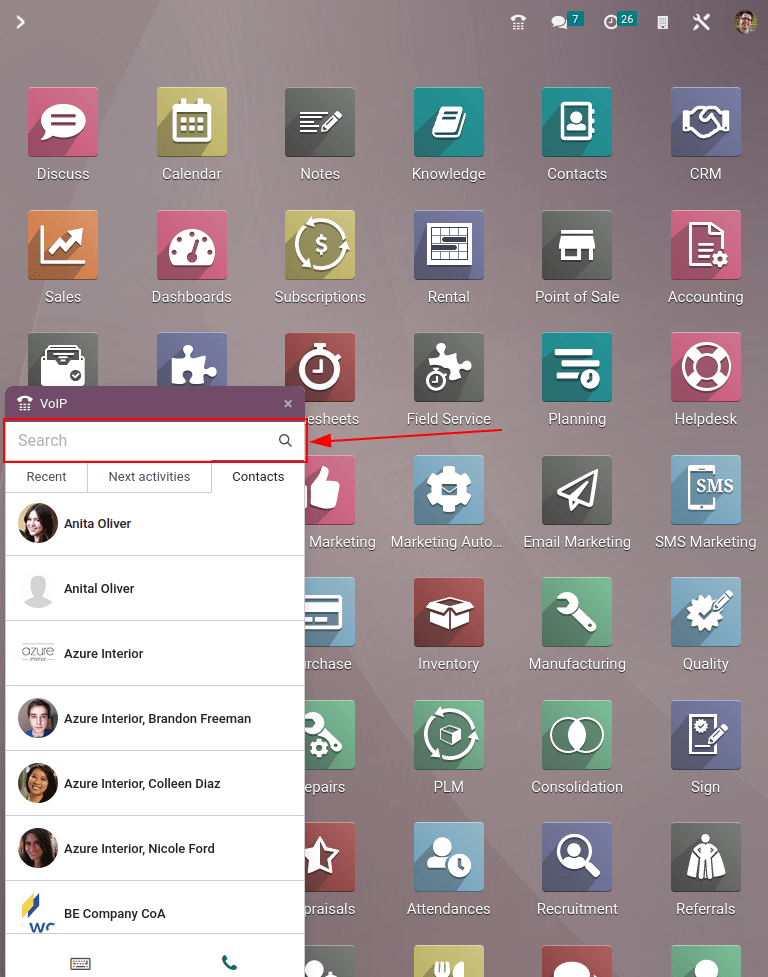 7
26
Discuss
Calendar
Notes
Knowledge
Contacts
CRM
$
Sales
Dashboards
Subscriptions
Rental
Point of Sale
Accounting
esheets
Field Service
Planning
Helpdesk
VoIP
×
Search
Recent
Next activities
Contacts
SMS
Marketing
Marketing Auto...
Email Marketing
SMS Marketing
Anita Oliver
Anital Oliver
azure
interior
Azure Interior
Azure Interior, Brandon Freeman
Azure Interior, Colleen Diaz
Azure Interior, Nicole Ford
BE Company CoA
rchase
Inventory
Manufacturing
Quality
epairs
PLM
Consolidation
Sign
praisals
Attendances
Recruitment
Referrals